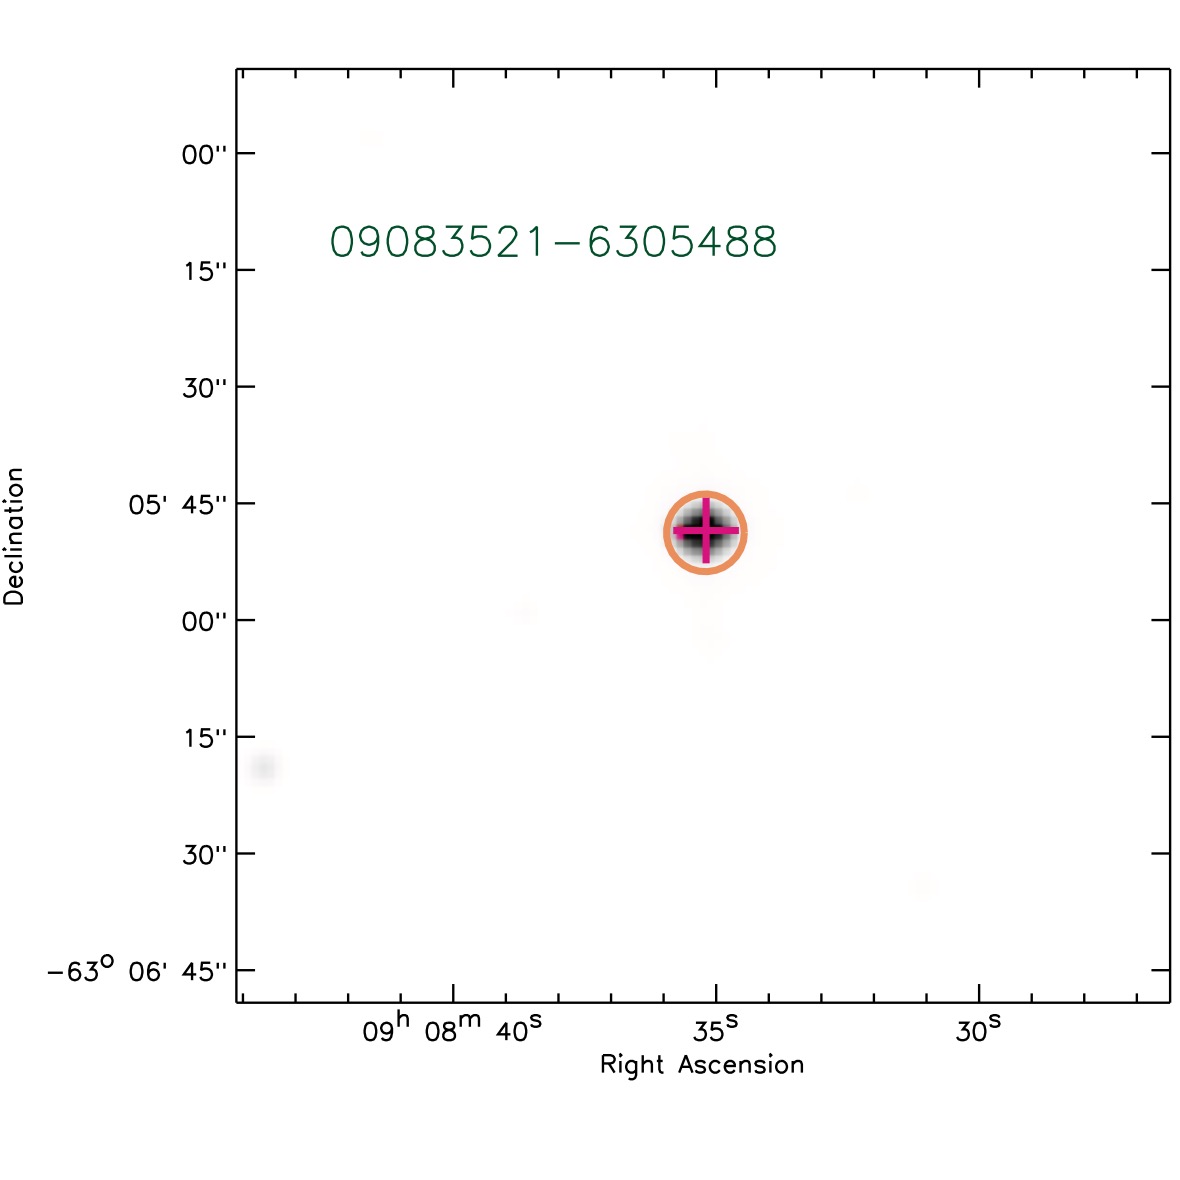 00"
09083521-6305488
15"
30"
05' 45"
00"
15"
30"
-63° 06' 45"
09h 08m 40s 35s 30s
Right Ascension
Declination